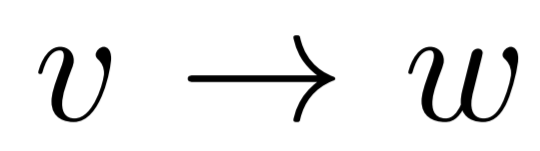 v → w